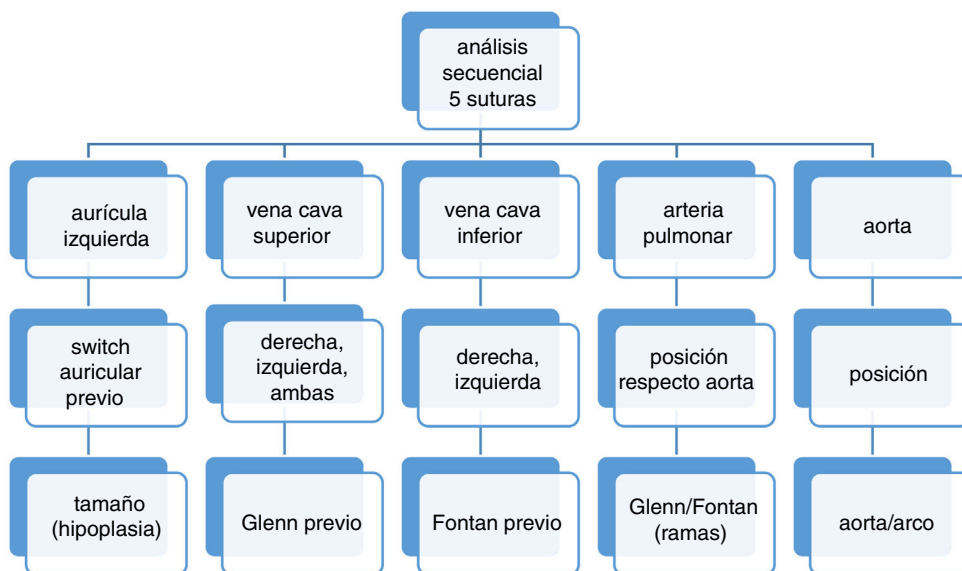 análisis
secuencial
5 suturas
aurícula
izquierda
vena cava
superior
vena cava
inferior
arteria
pulmonar
aorta
switch
auricular
previo
derecha,
izquierda,
ambas
derecha,
izquierda
posición
respecto aorta
posición
tamaño
(hipoplasia)
Glenn previo
Fontan previo
Glenn/Fontan
(ramas)
aorta/arco